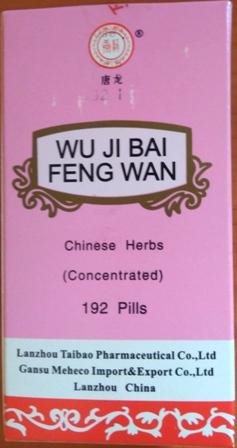 ®
唐龙
WU JI BAI
FENG WAN
Chinese Herbs
(Concentrated)
192 Pills
Lanzhou Taibao Pharmaceutical Co.,Ltd
Gansu Meheco Import&Export Co.,Ltd
Lanzhou China